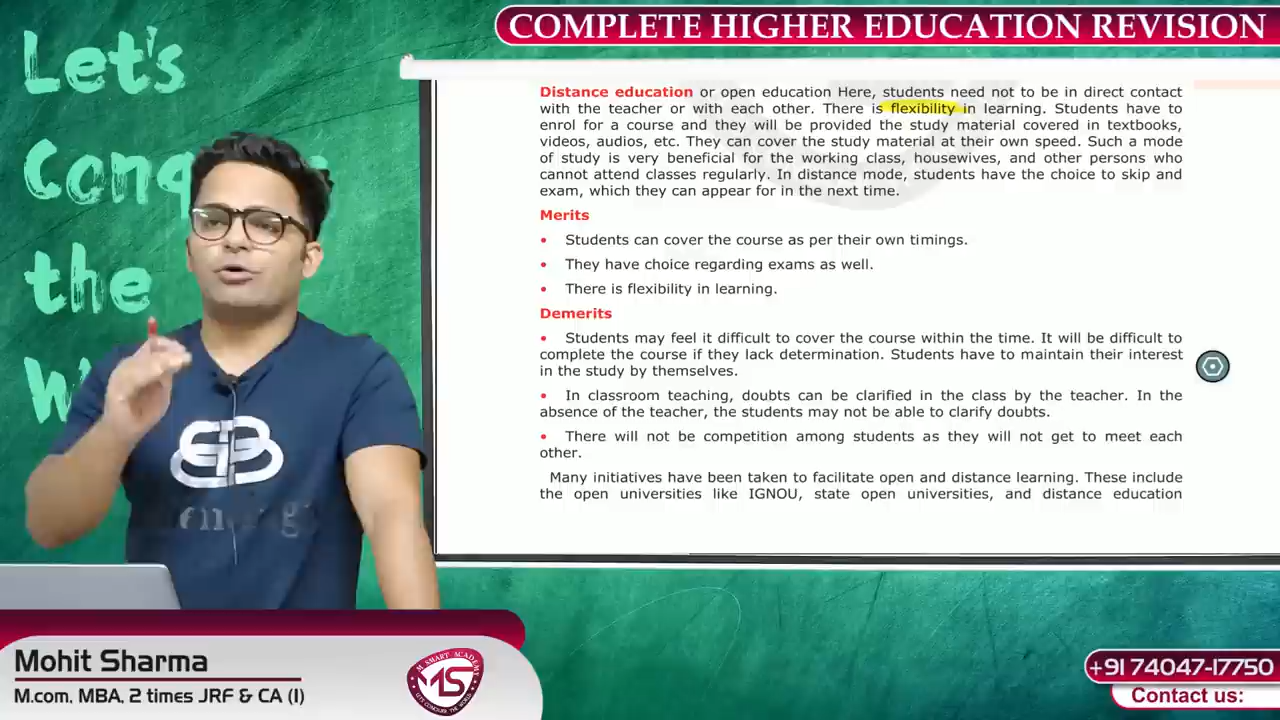 COMPLETE HIGHER EDUCATION REVISION
Let's
the
Distance education or open education Here, students need not to be in direct contact
with the teacher or with each other. There is flexibility in learning. Students have to
enrol for a course and they will be provided the study material covered in textbooks,
videos, audios, etc. They can cover the study material at their own speed. Such a mode
of study is very beneficial for the working class, housewives, and other persons who
cannot attend classes regularly. In distance mode, students have the choice to skip and
exam, which they can appear for in the next time.
Merits
• Students can cover the course as per their own timings.
• They have choice regarding exams as well.
• There is flexibility in learning.
Demerits
• Students may feel it difficult to cover the course within the time. It will be difficult to
complete the course if they lack determination. Students have to maintain their interest
in the study by themselves.
• In classroom teaching, doubts can be clarified in the class by the teacher. In the
absence of the teacher, the students may not be able to clarify doubts.
• There will not be competition among students as they will not get to meet each
other.
Many initiatives have been taken to facilitate open and distance learning. These include
the open universities like IGNOU, state open universities, and distance education
Mohit Sharma
M.com, MBA, 2 times JRF & CA (I)
M SMART ACADEMY
MS
LET'S CONQUER THE WORLD
+91 74047-17750
Contact us: